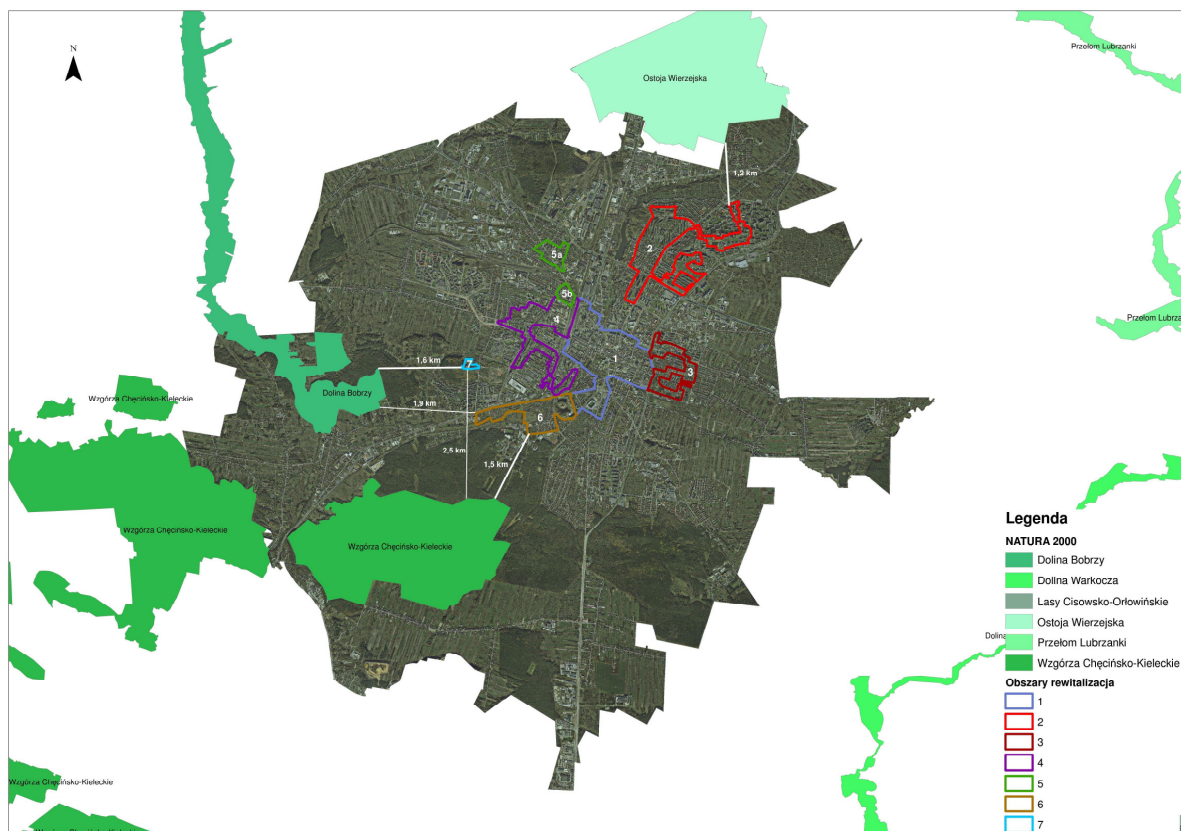 N
Przełom Lubrzanki
Ostoja Wierzejska
1,2 km
2
5a
5b
4
Przełom Lubrza
1
1,6 km
7
3
Dolina Bobrzy
Wzgórza Chęcińsko-Kieleckie
1,9 km
6
2,5 km
1,5 km
Wzgórza Chęcińsko-Kieleckie
Wzgórza Chęcińsko-Kieleckie
Legenda
NATURA 2000
Dolina Bobrzy
Dolina Warkocza
Lasy Cisowsko-Orłowińskie
Ostoja Wierzejska
Przełom Lubrzanki
Wzgórza Chęcińsko-Kieleckie
Dolina
Obszary rewitalizacja
1
2
3
4
5
6
7
Wzgórza Chęcińsko-Kieleckie